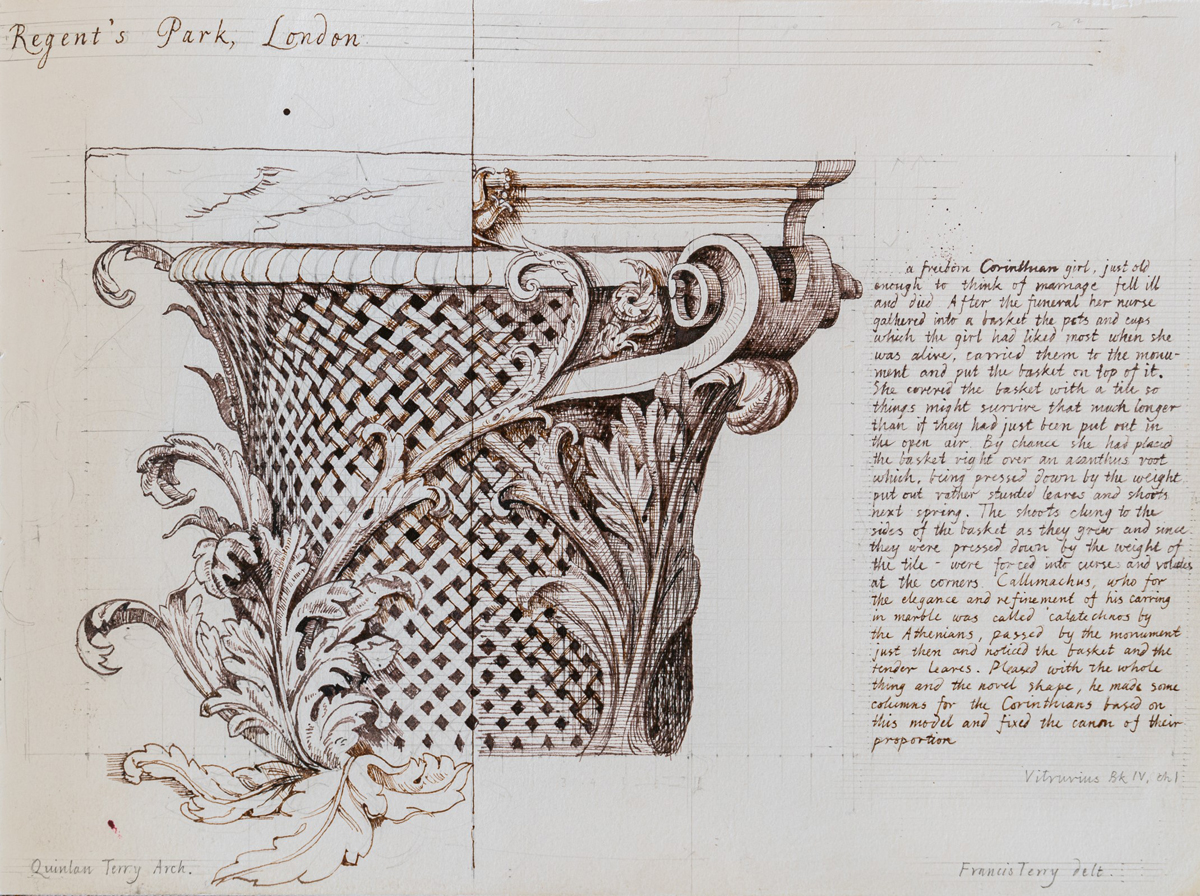 Regent's Park, London
a freeborn Corinthian girl, just old
enough to think of marriage fell ill
and died After the funeral her nurse
gathered into a basket the pots and cups
which the girl had liked most when she
was alive, carried them to the monu-
ment and put the basket on top of it.
She covered the basket with a tile so
things might survive that much longer
than if they had just been put out in
the open air. By chance she had placed
the basket right over an acanthus root
which, being pressed down by the weight
put out rather stunted leaves and shoots
next spring. The shoots clung to the
sides of the basket as they grew and since
they were pressed down by the weight of
the tile - were forced into curves and volutes
at the corners. Callimachus, who for
the elegance and refinement of his carving
in marble was called 'catatechnos by
the Athenians, passed by the monument
just then and noticed the basket and the
tender leaves. Pleased with the whole
thing and the novel shape, he made some
columns for the Corinthians based on
this model and fixed the canon of their
proportion
Vitruvius Bk IV, ch 1
Quinlan Terry Arch.
Francis Terry delt.